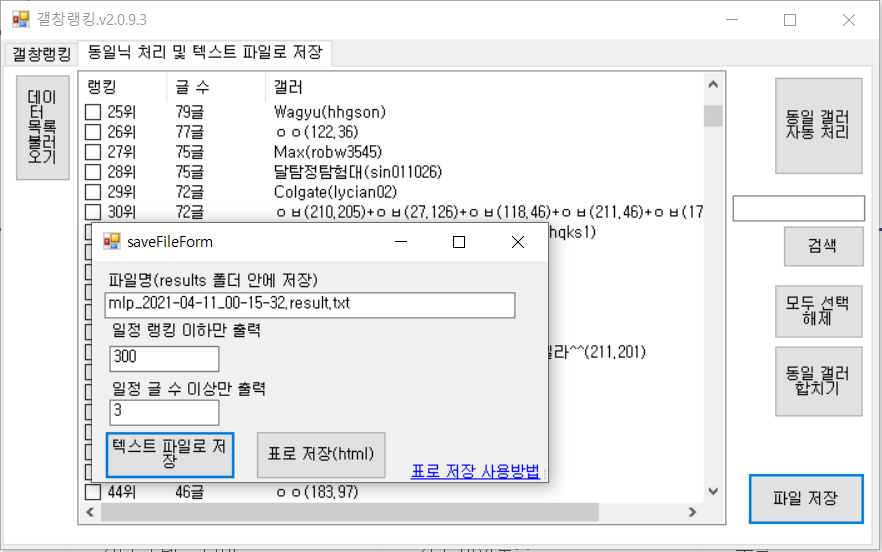 갤창랭킹.v2.0.9.3
갤창랭킹
동일닉 처리 및 텍스트 파일로 저장
데이
터
목록
불러
오기
랭킹 글 수 갤러
25위 79글 Wagyu(hhgson)
26위 77글 ㅇㅇ(122,36)
27위 75글 Max(robw3545)
28위 75글 달탐정탐험대(sin011026)
29위 72글 Colgate(lycian02)
30위 72글 ㅇㅂ(210,205)+ㅇㅂ(27,126)+ㅇㅂ(118,46)+ㅇㅂ(211,46)+ㅇㅂ(17
hqks1)
라^^(211,201)
44위 46글 ㅇㅇ(183,97)
saveFileForm
파일명(results 폴더 안에 저장)
mlp_2021-04-11_00-15-32,result,txt
일정 랭킹 이하만 출력
300
일정 글 수 이상만 출력
3
텍스트 파일로 저
장
표로 저장(html)
표로 저장 사용방법
동일 갤러
자동 처리
검색
모두 선택
해제
동일 갤러
합치기
파일 저장